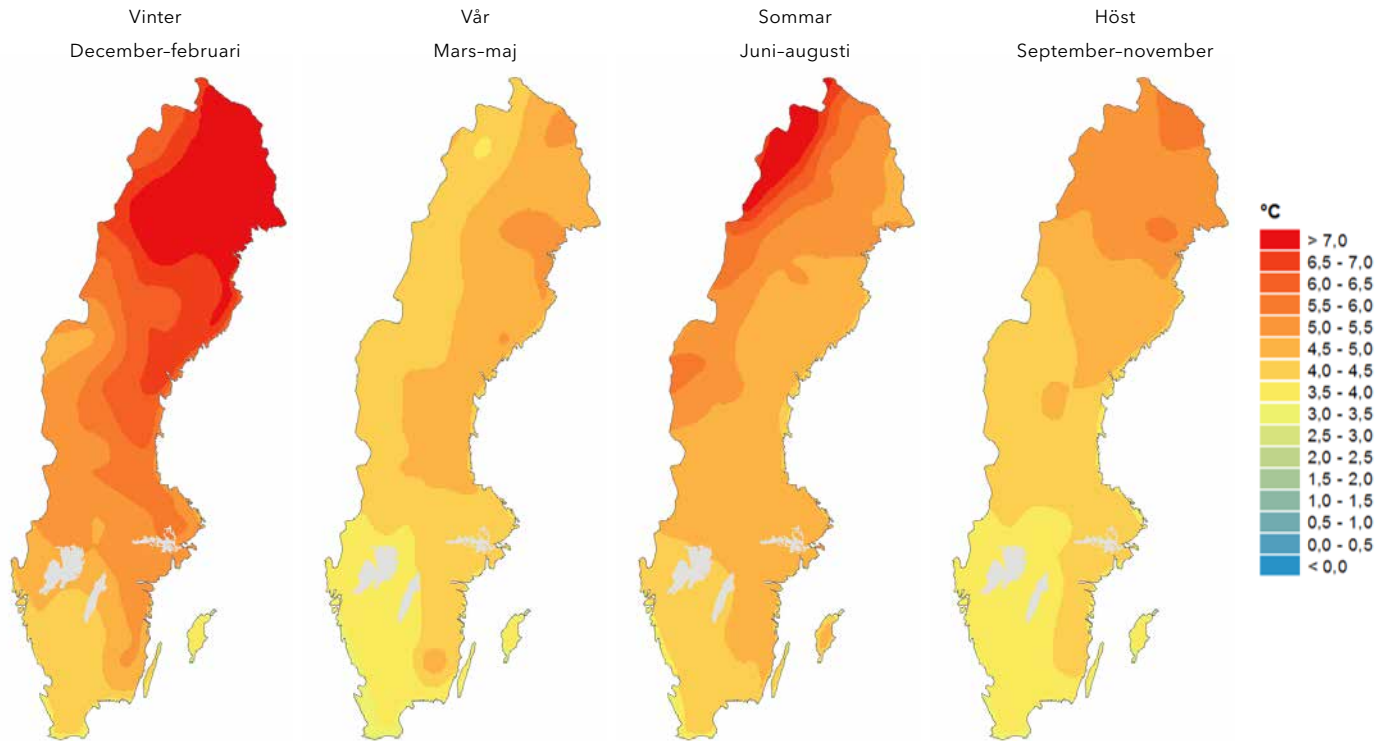 Vinter
December–februari
Vår
Mars–maj
Sommar
Juni–augusti
Höst
September–november
°C
> 7,0
6,5 - 7,0
6,0 - 6,5
5,5 - 6,0
5,0 - 5,5
4,5 - 5,0
4,0 - 4,5
3,5 - 4,0
3,0 - 3,5
2,5 - 3,0
2,0 - 2,5
1,5 - 2,0
1,0 - 1,5
0,5 - 1,0
0,0 - 0,5
< 0,0